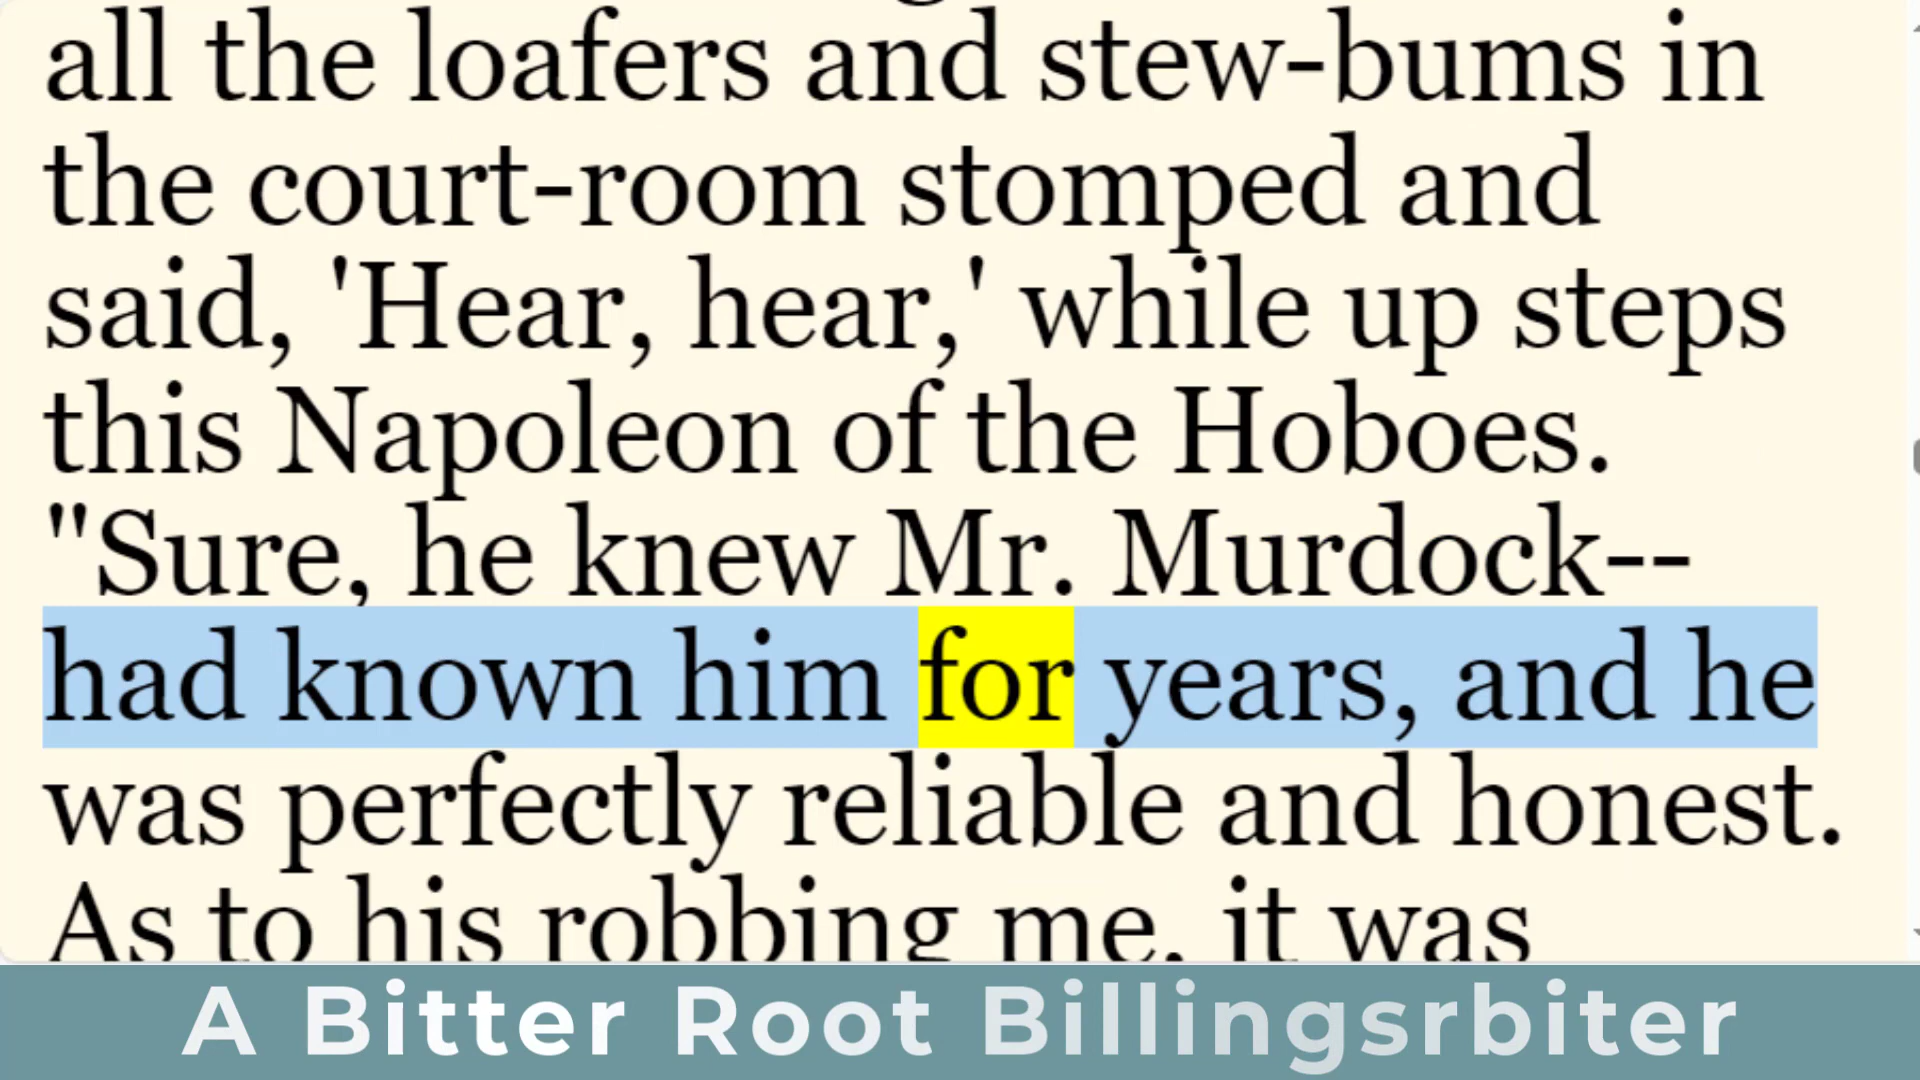 all the loafers and stew-bums in
the court-room stomped and
said, 'Hear, hear,' while up steps
this Napoleon of the Hoboes.
"Sure, he knew Mr. Murdock--
had known him for years, and he
was perfectly reliable and honest.
As to his robbing me, it was
A Bitter Root Billingsrbiter